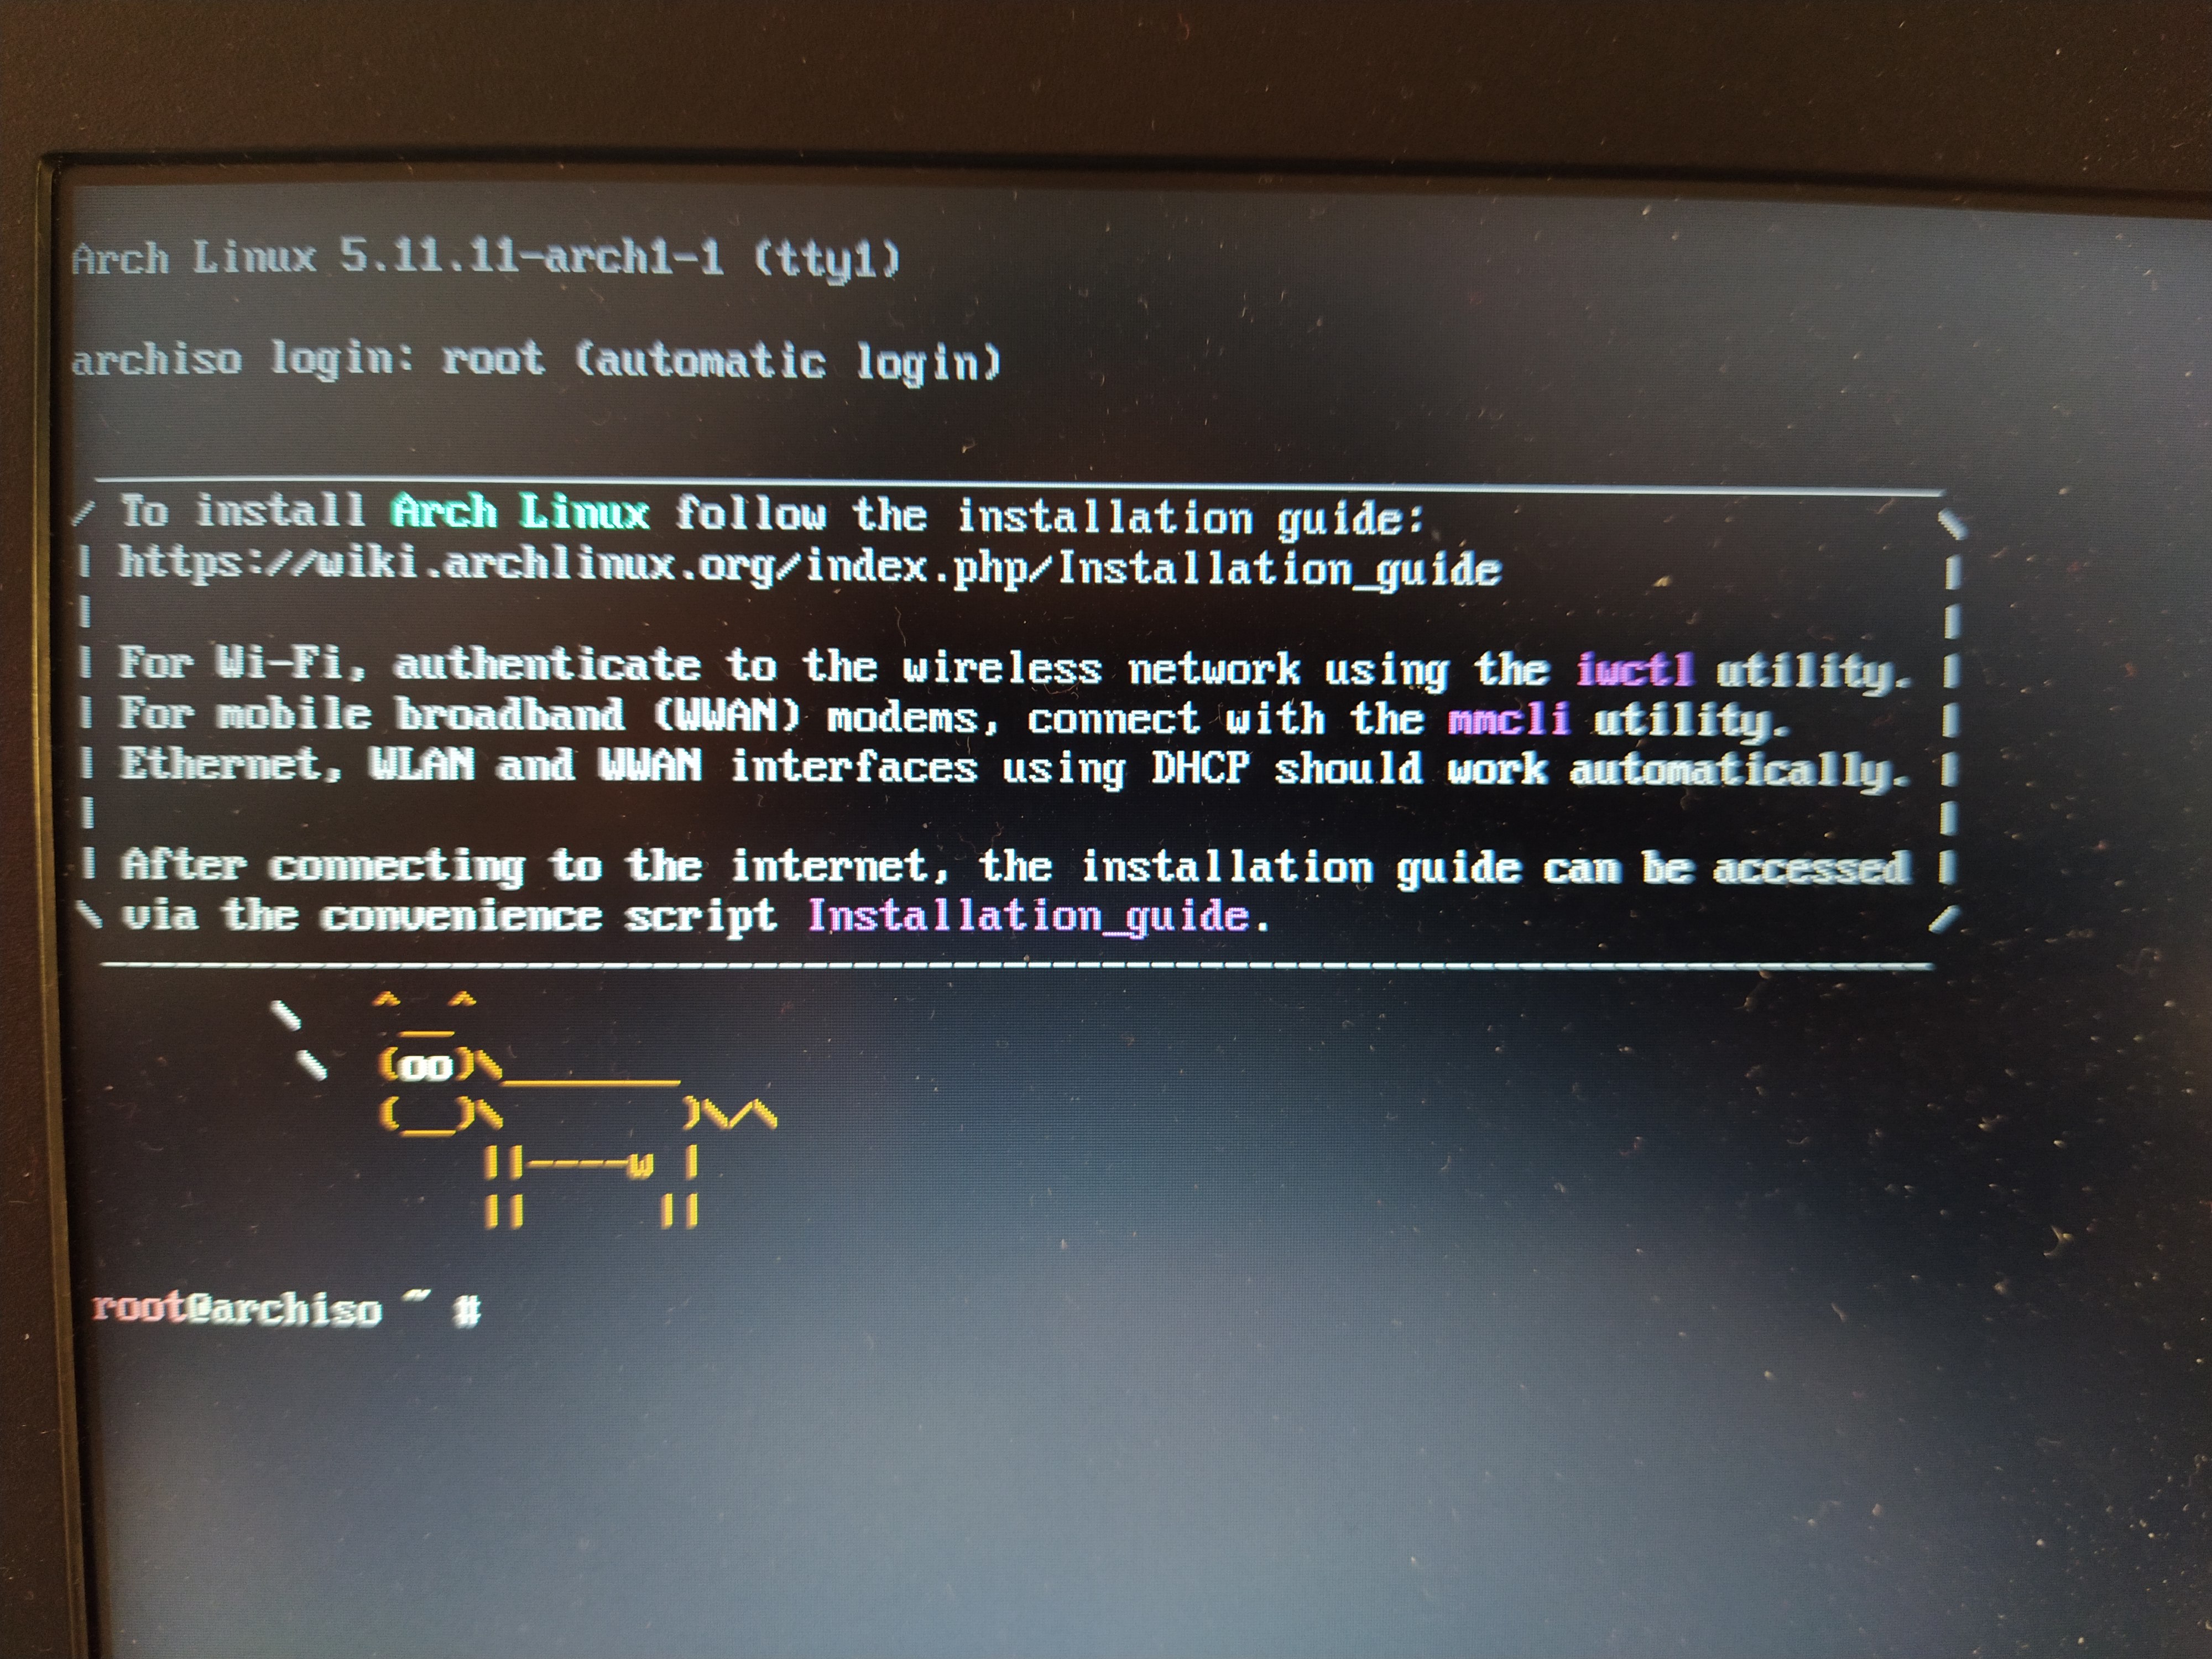 Arch Linux 5.11.11-arch1-1 (tty1)
archiso login: root (automatic login)
To install Arch Linux follow the installation guide:
https://wiki.archlinux.org/index.php/Installation_guide
For Wi-Fi, authenticate to the wireless network using the iwctl utility.
For mobile broadband (WWAN) modems, connect with the mmcli utility.
Ethernet, WLAN and WWAN interfaces using DHCP should work automatically.
After connecting to the internet, the installation guide can be accessed
via the convenience script Installation_guide.
root@archiso ~ #